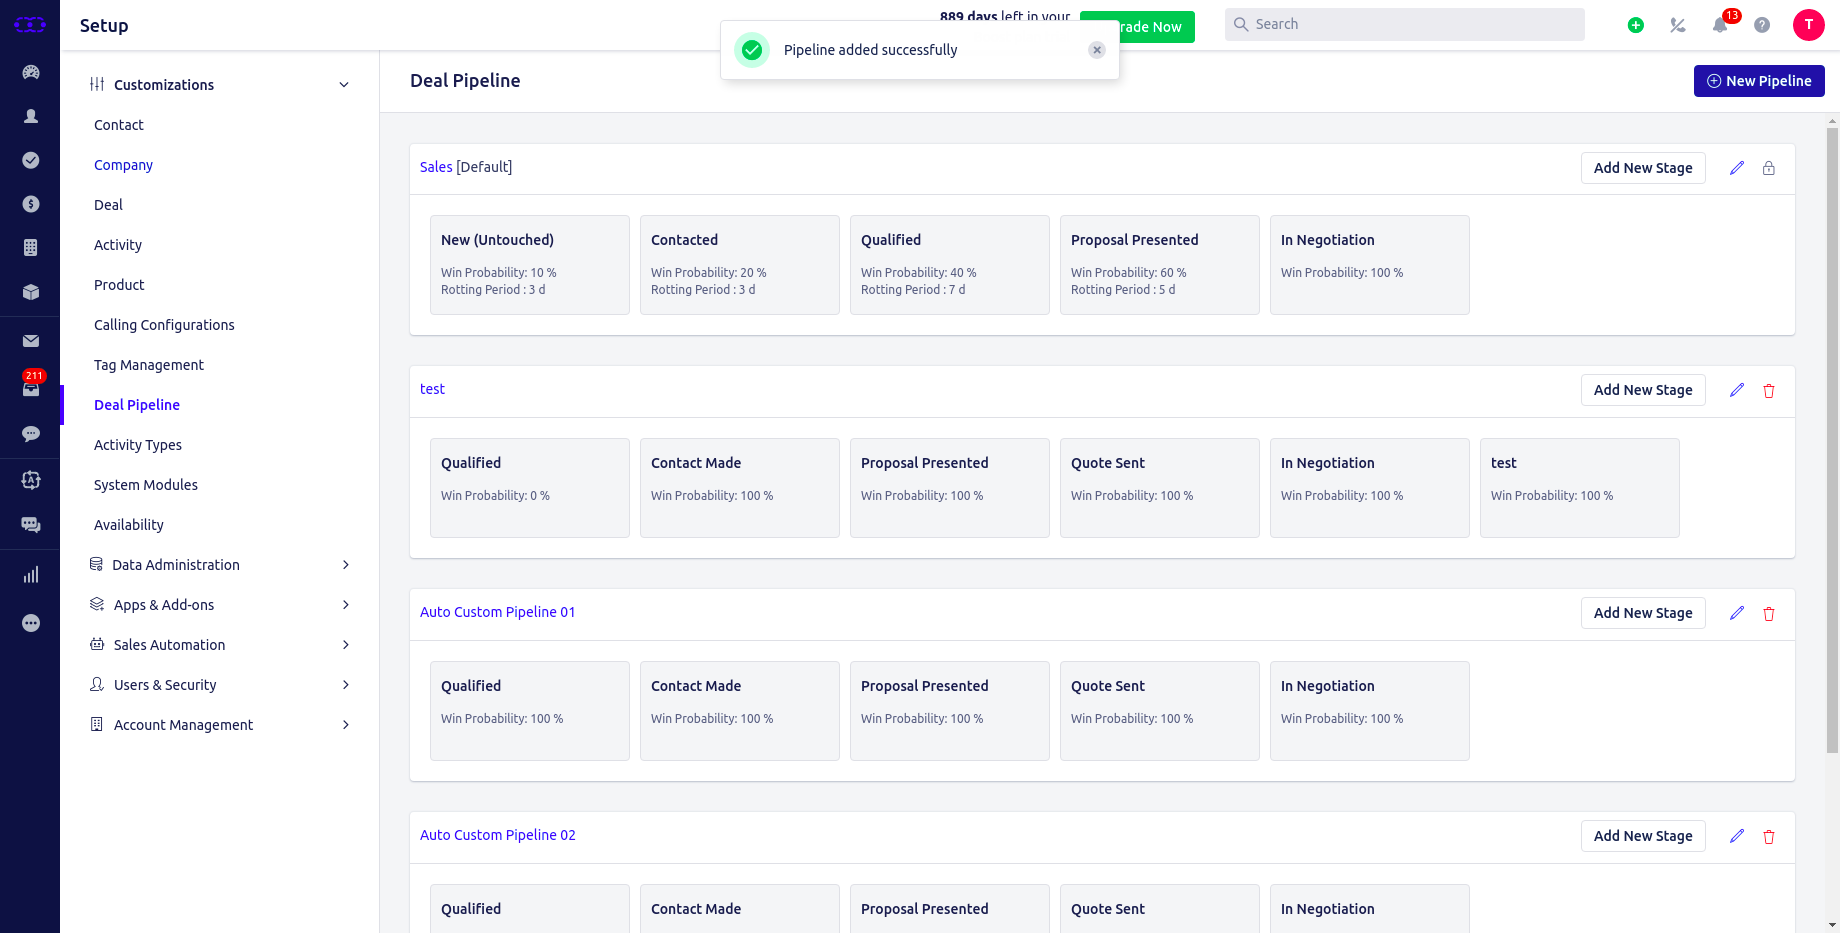 Setup
889 days left in your
rade Now
Search
13
T
Pipeline added successfully
Customizations
Contact
Company
Deal
Activity
Product
Calling Configurations
Tag Management
Deal Pipeline
Activity Types
System Modules
Availability
Data Administration
Apps & Add-ons
Sales Automation
Users & Security
Account Management
211
Deal Pipeline
New Pipeline
Sales [Default]
Add New Stage
New (Untouched)
Win Probability: 10 %
Rotting Period : 3 d
Contacted
Win Probability: 20 %
Rotting Period : 3 d
Qualified
Win Probability: 40 %
Rotting Period : 7 d
Proposal Presented
Win Probability: 60 %
Rotting Period : 5 d
In Negotiation
Win Probability: 100 %
test
Add New Stage
Qualified
Win Probability: 0 %
Contact Made
Win Probability: 100 %
Proposal Presented
Win Probability: 100 %
Quote Sent
Win Probability: 100 %
In Negotiation
Win Probability: 100 %
test
Win Probability: 100 %
Auto Custom Pipeline 01
Add New Stage
Qualified
Win Probability: 100 %
Contact Made
Win Probability: 100 %
Proposal Presented
Win Probability: 100 %
Quote Sent
Win Probability: 100 %
In Negotiation
Win Probability: 100 %
Auto Custom Pipeline 02
Add New Stage
Qualified
Contact Made
Proposal Presented
Quote Sent
In Negotiation